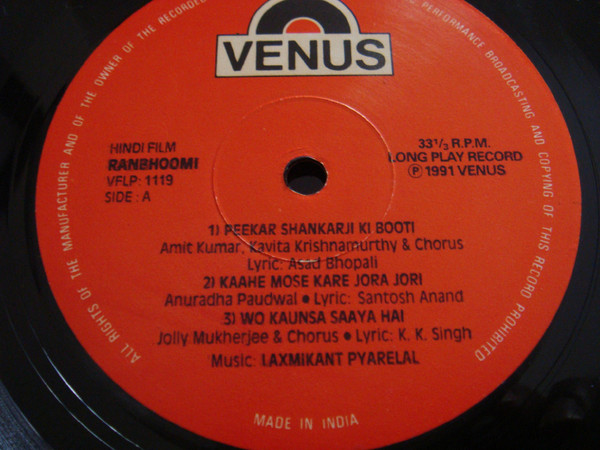 VENUS
HINDI FILM
RANBHOOMI
VFLP : 1119
SIDE : A
33 1/3 R.P.M.
LONG PLAY RECORD
Ⓟ 1991 VENUS
1) PEEKAR SHANKARJI KI BOOTI
Amit Kumar, Kavita Krishnamurthy & Chorus
Lyric: Asad Bhopali
2) KAAHE MOSE KARE JORA JORI
Anuradha Paudwal ● Lyric: Santosh Anand
3) WO KAUNSA SAAYA HAI
Jolly Mukherjee & Chorus ● Lyric: K. K. Singh
Music: LAXMIKANT PYARELAL
ALL RIGHTS OF THE MANUFACTURER AND OF THE OWNER OF THE RECORDED
PERFORMANCE BROADCASTING AND COPYING OF THIS RECORD PROHIBITED
MADE IN INDIA